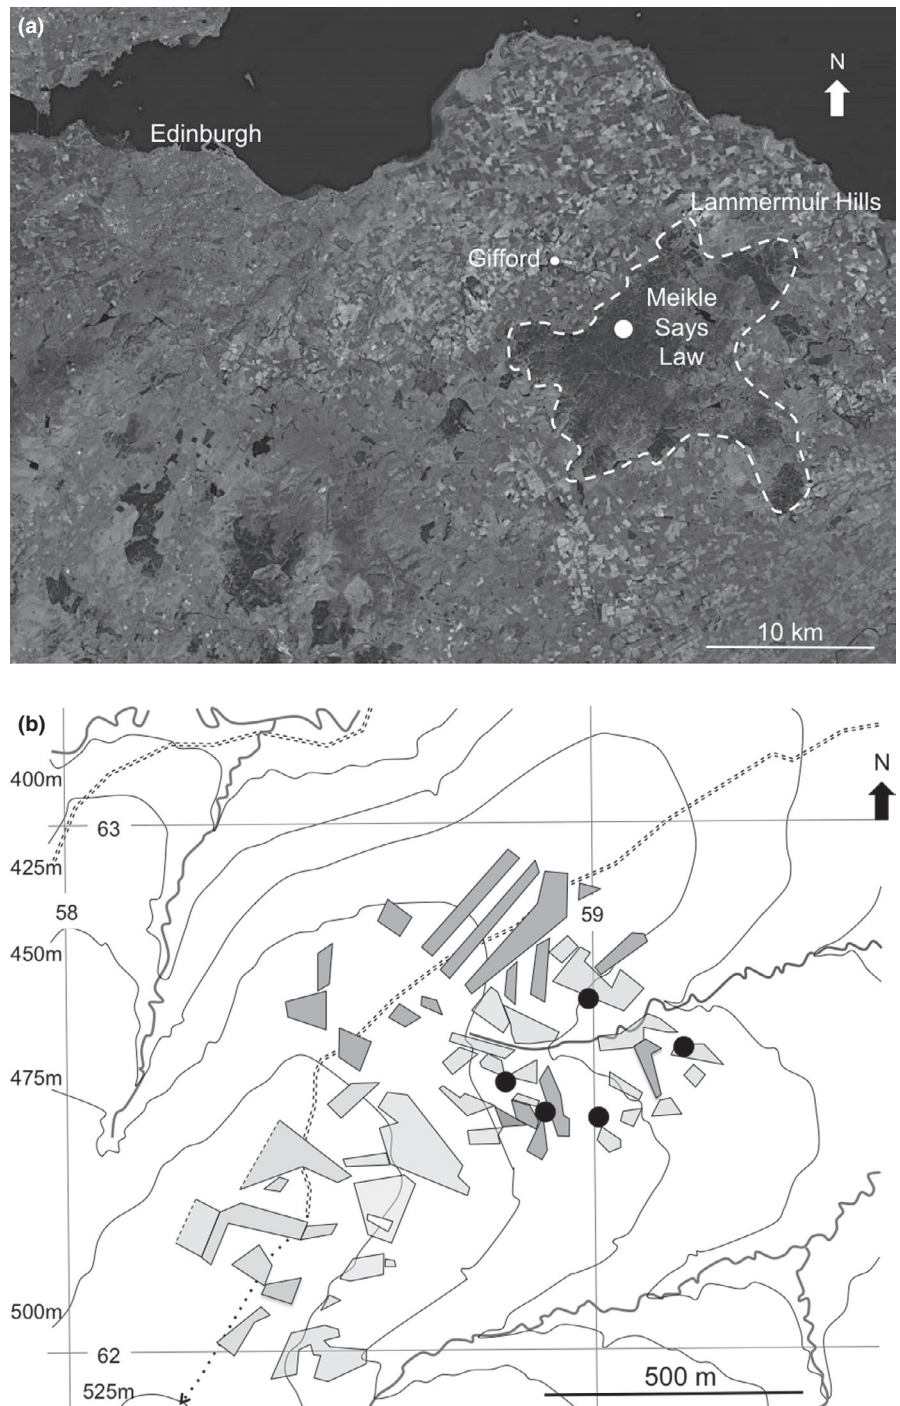 (a)
N
Edinburgh
Lammermuir Hills
Gifford
Meikle
Says
Law
10 km
(b)
N
400m
63
425m
58
59
450m
475m
500m
62
525m
500 m